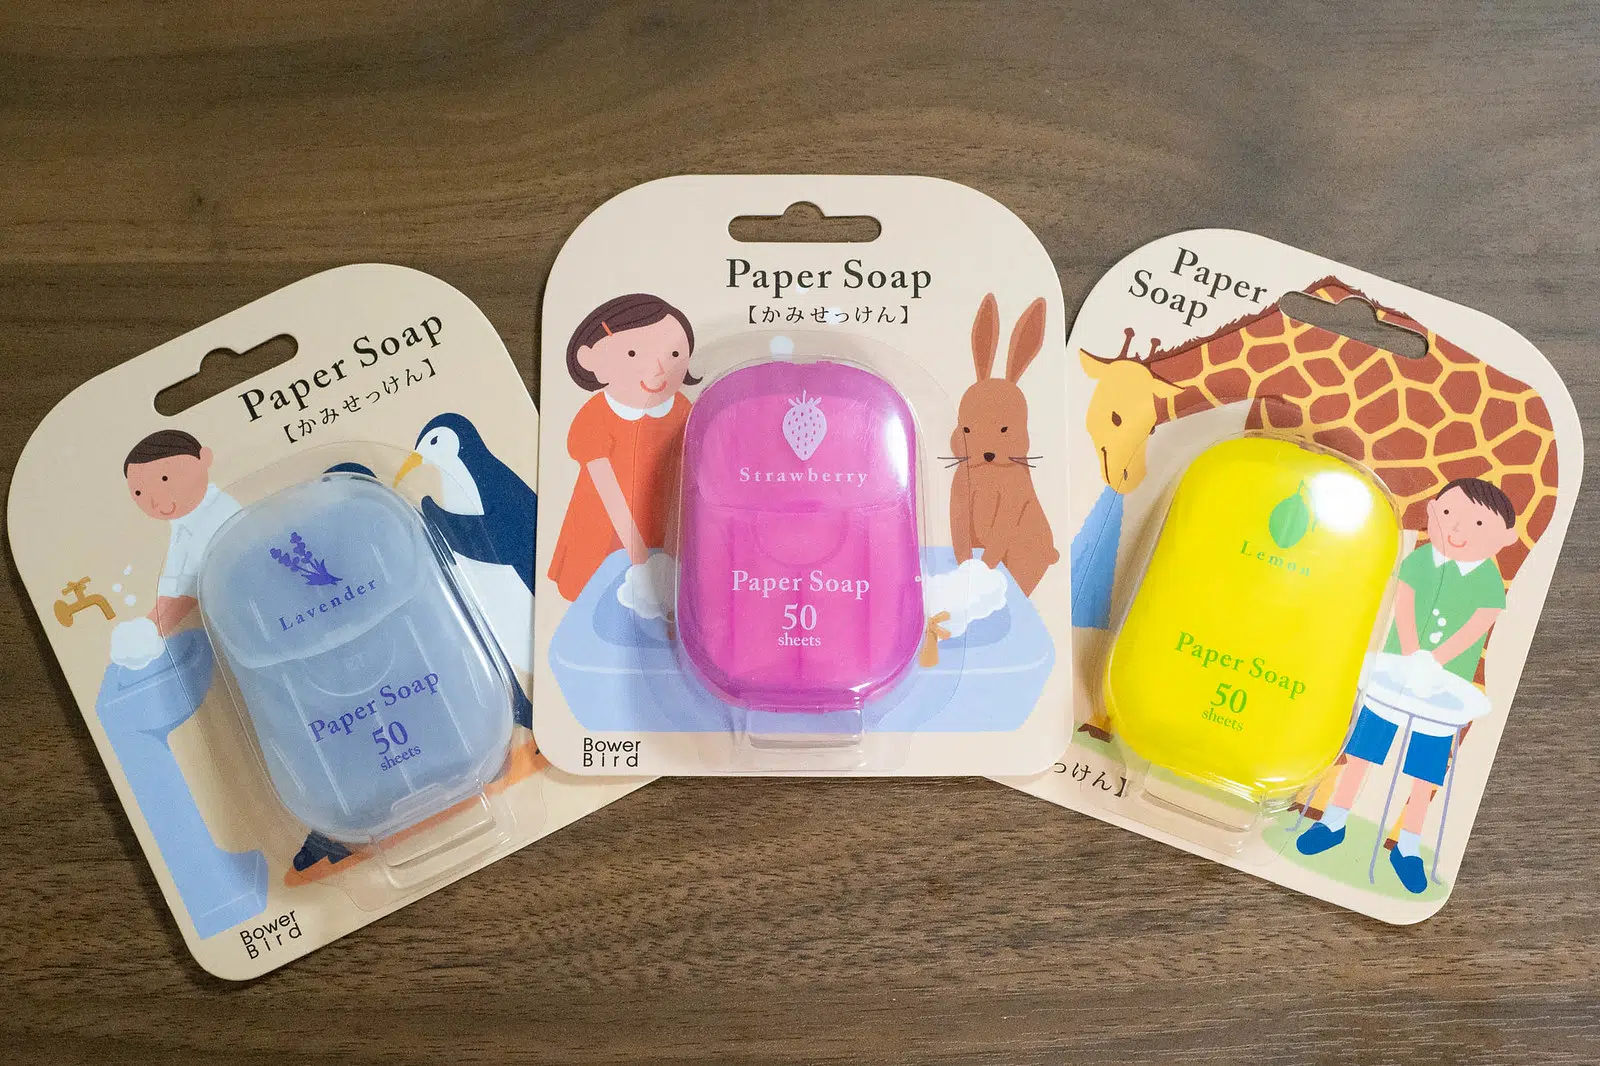 Paper Soap
【かみせっけん】
Lavender
Paper Soap
50
sheets
Bower
Bird
Paper Soap
【かみせっけん】
Strawberry
Paper Soap
50
sheets
Bower
Bird
Paper
Soap
Lemon
Paper Soap
50
sheets
っけん】